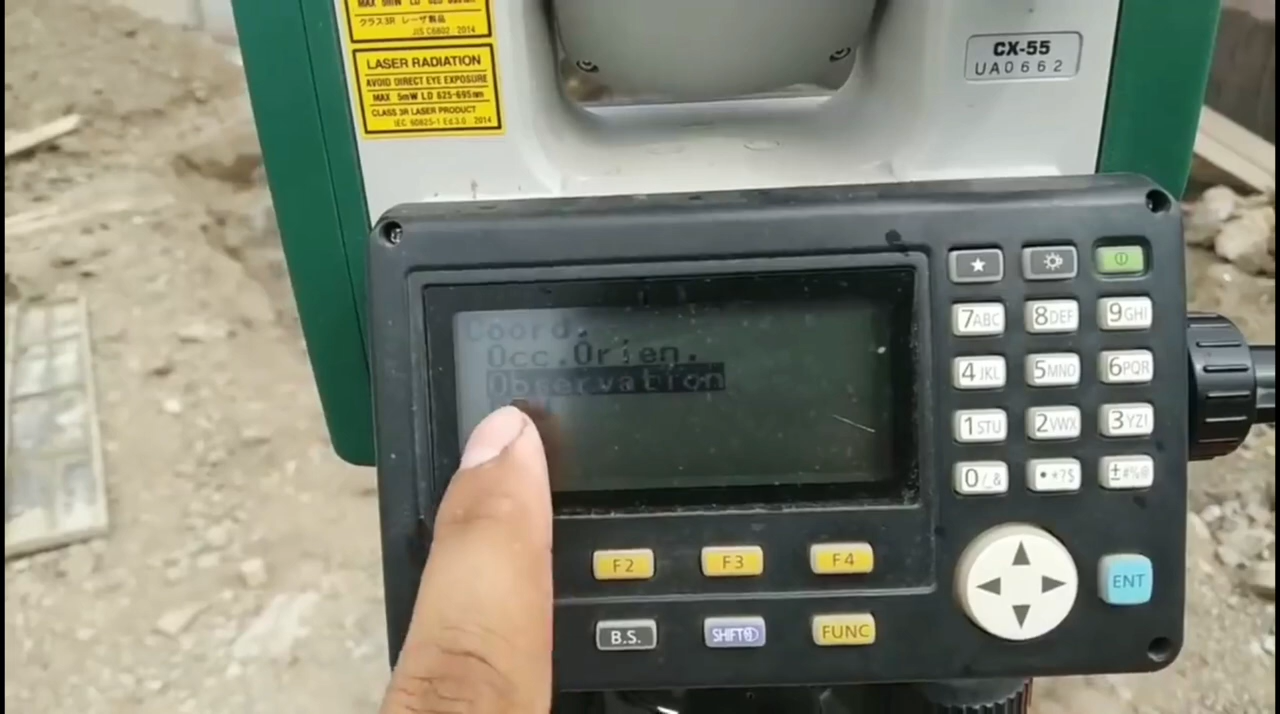 クラス3R レーザ製品
JIS C6802 : 2014
LASER RADIATION
AVOID DIRECT EYE EXPOSURE
MAX 5mW LD 625-695nm
CLASS 3R LASER PRODUCT
IEC 60825-1 Ed.3.0 : 2014
CX-55
UA0662
Coord.
Occ.Orien.
Observation
7ABC 8DEF 9GHI
4JKL 5MNO 6PQR
1STU 2VWX 3YZ!
0/_& •*?$ ±#%@
F2 F3 F4
ENT
B.S. SHIFT FUNC